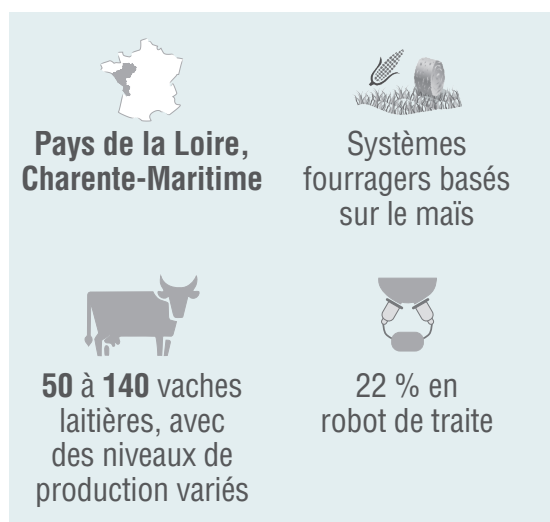 Pays de la Loire,
Charente-Maritime
Systèmes
fourragers basés
sur le maïs
50 à 140 vaches
laitières, avec
des niveaux de
production variés
22 % en
robot de traite